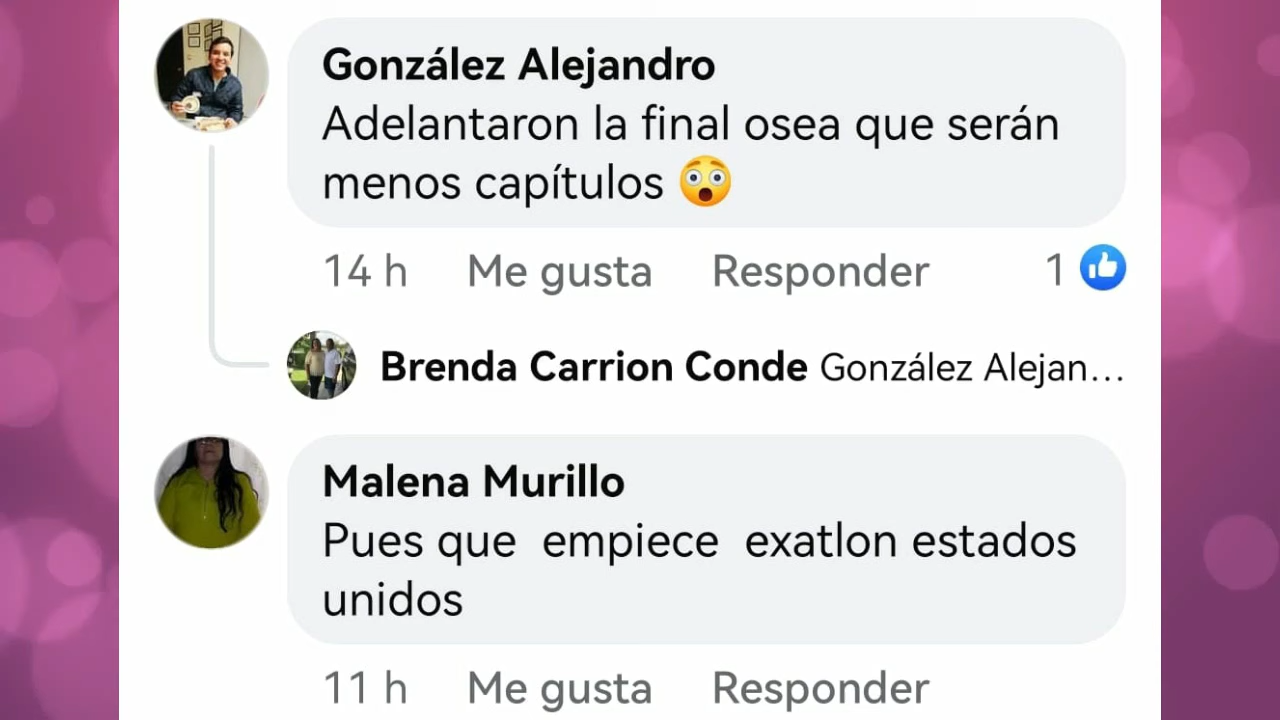 González Alejandro
Adelantaron la final osea que serán
menos capítulos 😲
14 h Me gusta Responder 1
Brenda Carrion Conde González Alejan...
Malena Murillo
Pues que empiece exatlon estados
unidos
11 h Me gusta Responder